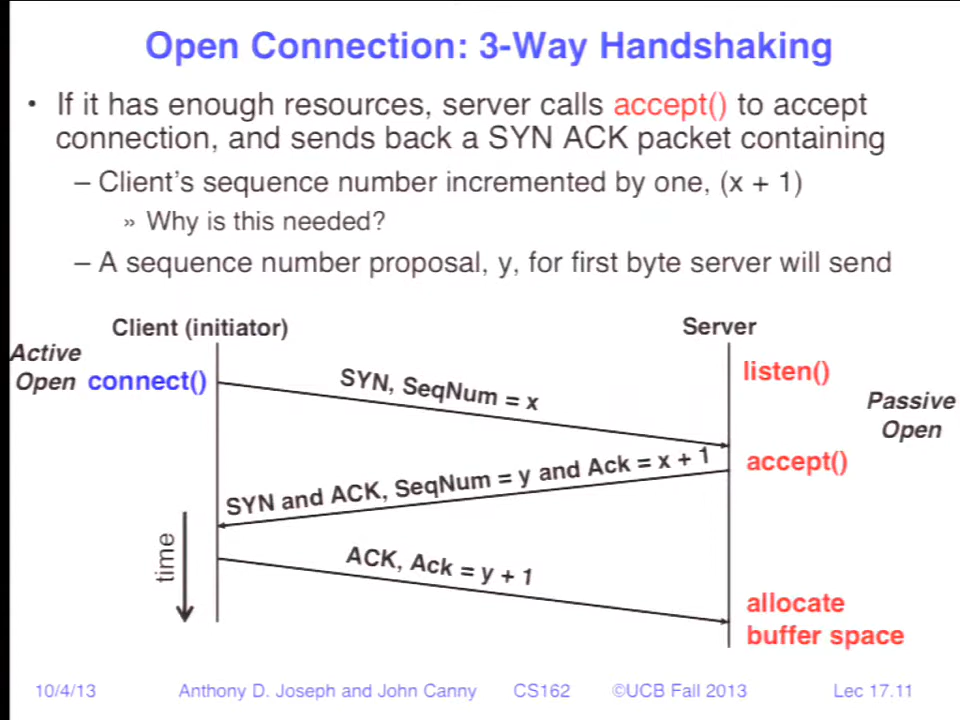 Open Connection: 3-Way Handshaking
• If it has enough resources, server calls accept() to accept
connection, and sends back a SYN ACK packet containing
– Client's sequence number incremented by one, (x + 1)
» Why is this needed?
– A sequence number proposal, y, for first byte server will send
Client (initiator)
Server
Active
Open
connect()
SYN, SeqNum = x
listen()
Passive
Open
SYN and ACK, SeqNum = y and Ack = x + 1
accept()
time
ACK, Ack = y + 1
allocate
buffer space
10/4/13 Anthony D. Joseph and John Canny CS162 ©UCB Fall 2013 Lec 17.11